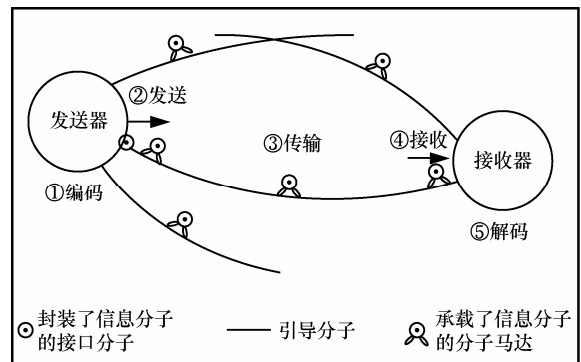 ②发送
发送器
③传输
④接收
接收器
①编码
⑤解码
封装了信息分子
的接口分子
引导分子
承载了信息分子
的分子马达